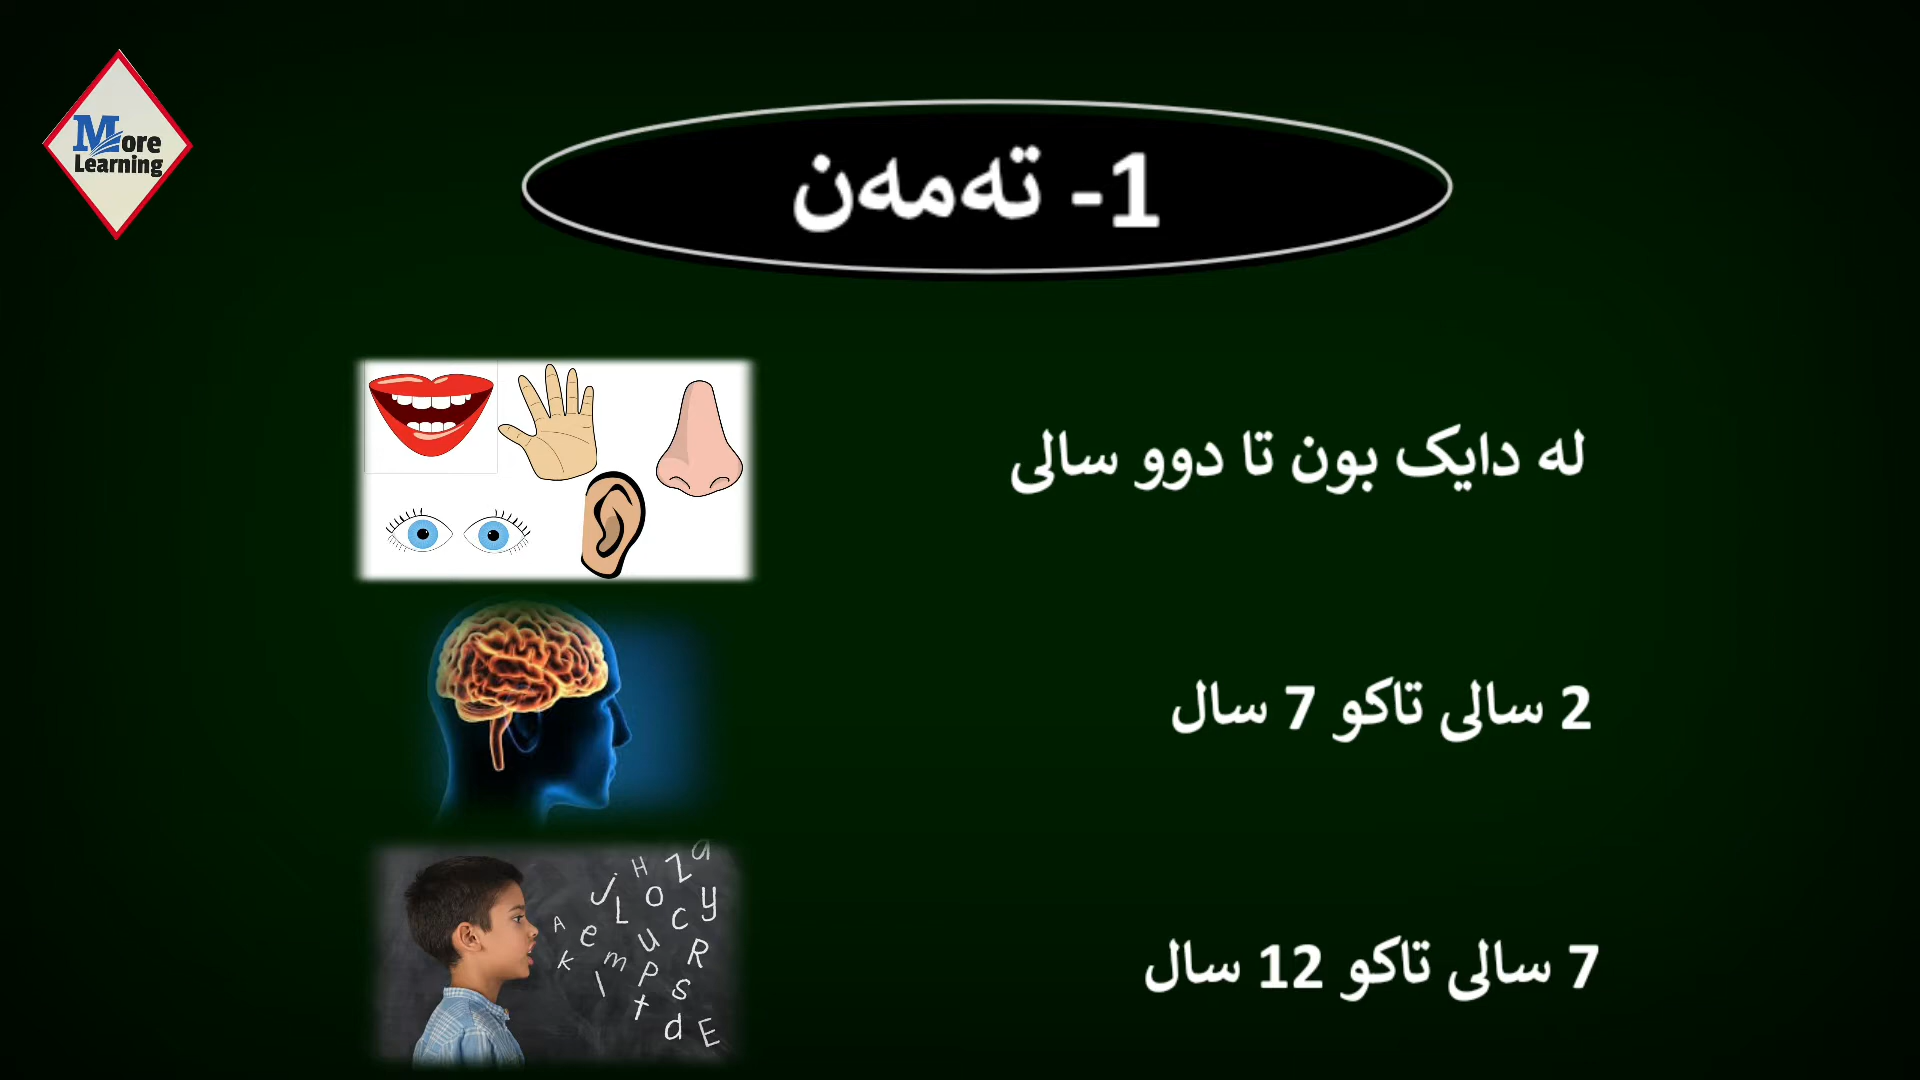 More
Learning
1- تەمەن
لە دایک بون تا دوو سالی
2 سالی تاکو 7 سال
7 سالی تاکو 12 سال
J H Z a
L O C y
A e u R
K m P S
l t d E